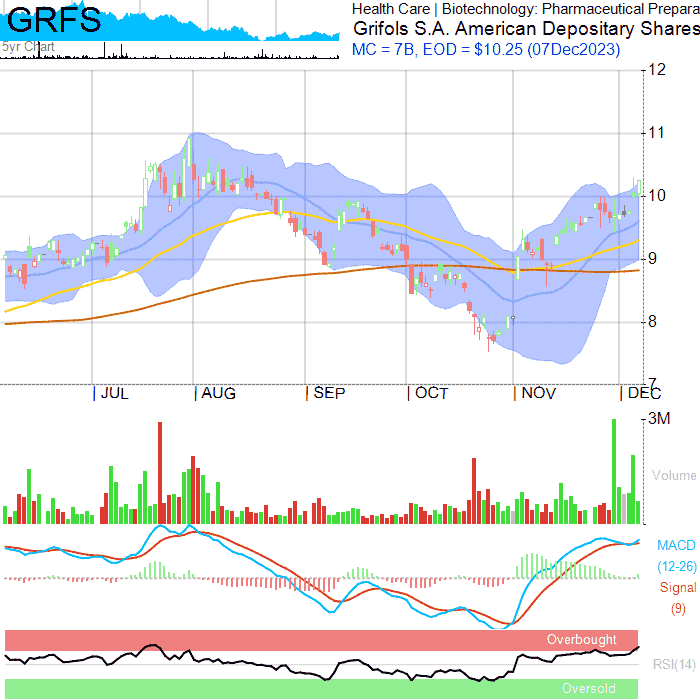 GRFS
5yr Chart
Health Care | Biotechnology: Pharmaceutical Prepara
Grifols S.A. American Depositary Shares
MC = 7B, EOD = $10.25 (07Dec2023)
12
11
10
9
8
7
JUL
AUG
SEP
OCT
NOV
DEC
3M
Volume
MACD
(12-26)
Signal
(9)
Overbought
RSI(14)
Oversold